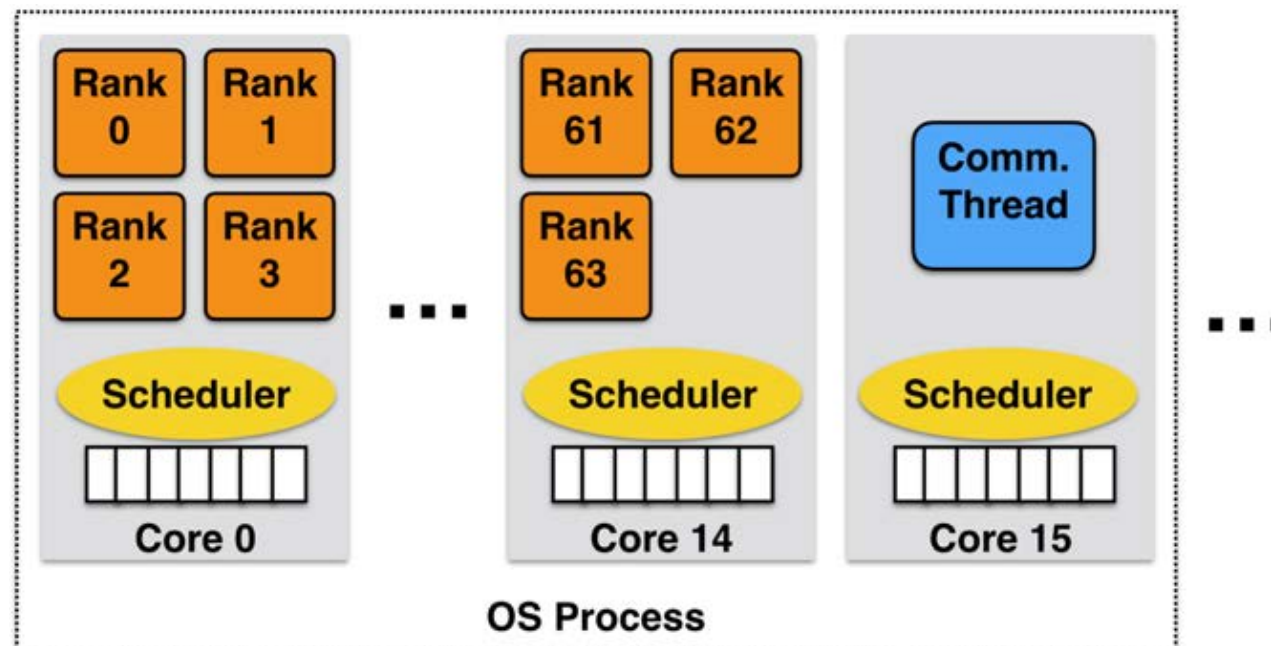 Rank
0
Rank
1
Rank
2
Rank
3
Scheduler
Core 0
...
Rank
61
Rank
62
Rank
63
Scheduler
Core 14
Comm.
Thread
Scheduler
Core 15
...
OS Process